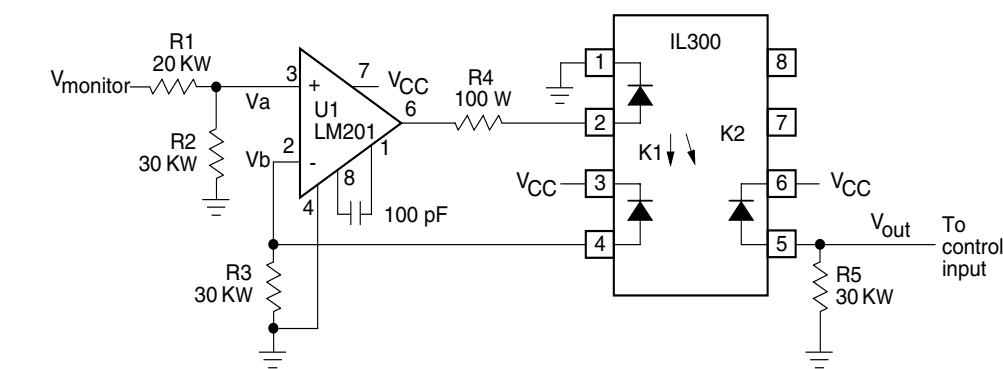 IL300
R1
20 KW
Vmonitor
Va
3
+
7
VCC
U1
LM201
6
R4
100 W
1
8
2
7
K1
K2
R2
30 KW
Vb
2
-
8
1
4
100 pF
VCC
3
6
VCC
4
5
Vout
To
control
input
R3
30 KW
R5
30 KW